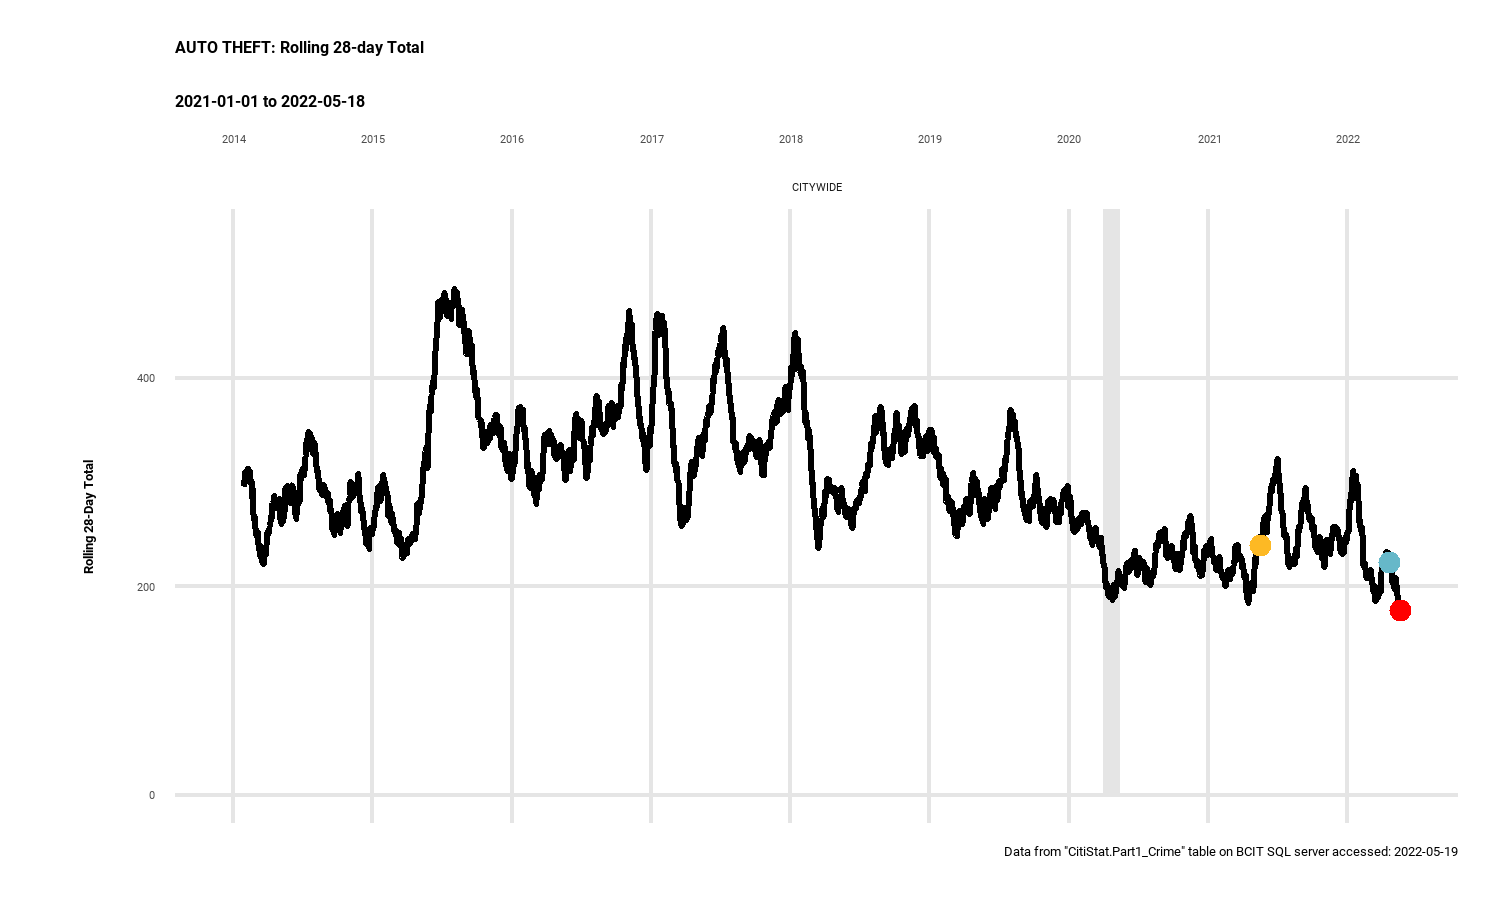 AUTO THEFT: Rolling 28-day Total
2021-01-01 to 2022-05-18
2014 2015 2016 2017 2018 2019 2020 2021 2022
CITYWIDE
400
200
0
Rolling 28-Day Total
Data from "CitiStat.Part1_Crime" table on BCIT SQL server accessed: 2022-05-19